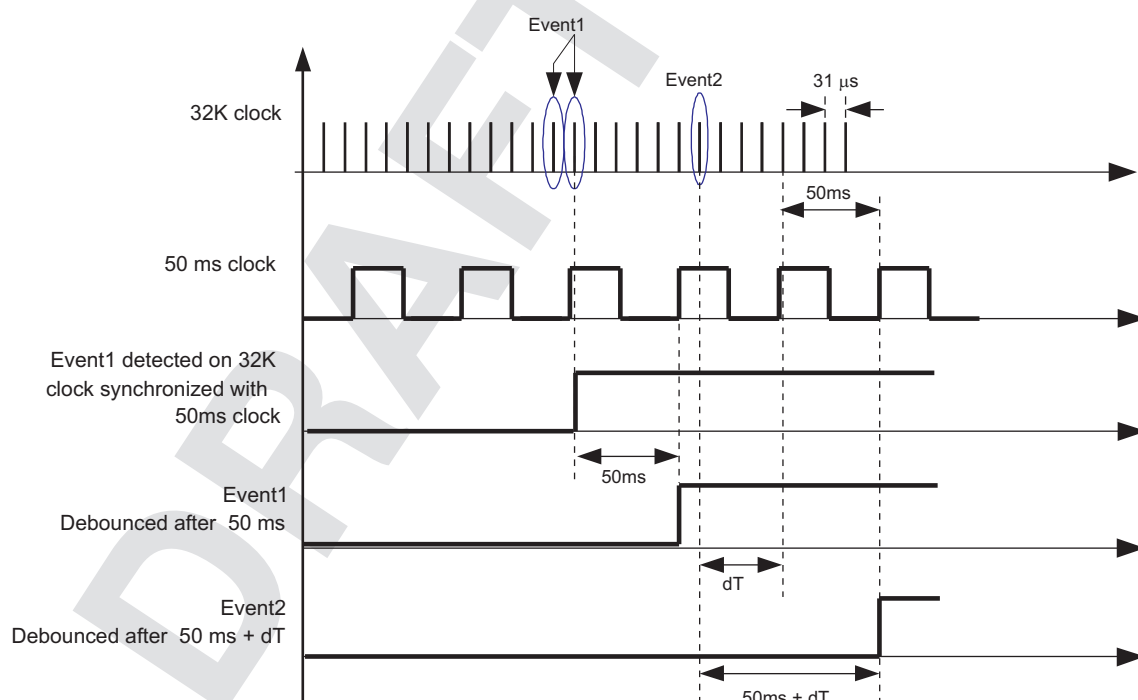 Event1
Event2
31 μs
32K clock
50ms
50 ms clock
Event1 detected on 32K
clock synchronized with
50ms clock
50ms
Event1
Debounced after 50 ms
dT
Event2
Debounced after 50 ms + dT
50ms + dT
DRAFT